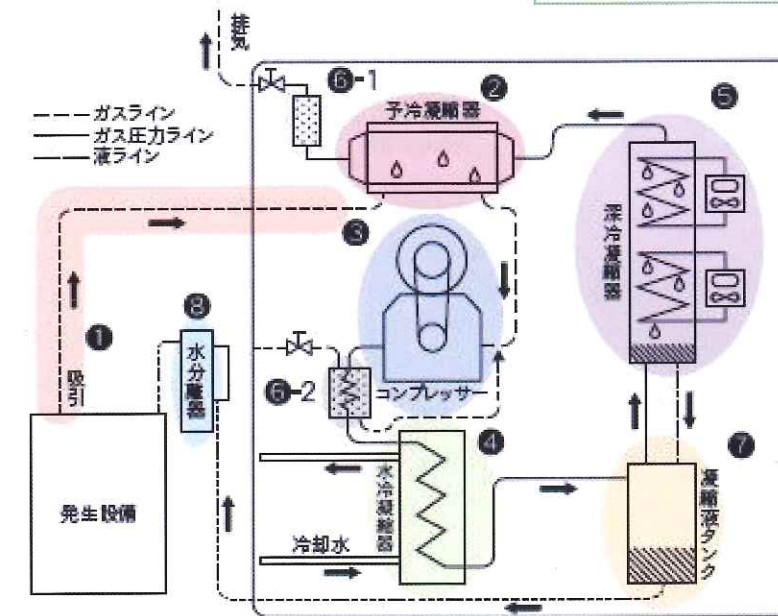 排気
ガスライン
ガス圧力ライン
液ライン
❻-1
❷
予冷凝縮器
❺
深冷凝縮器
❸
コンプレッサー
❶
吸引
❽
水分離器
❻-2
❹
水冷凝縮器
冷却水
❼
凝縮液タンク
発生設備